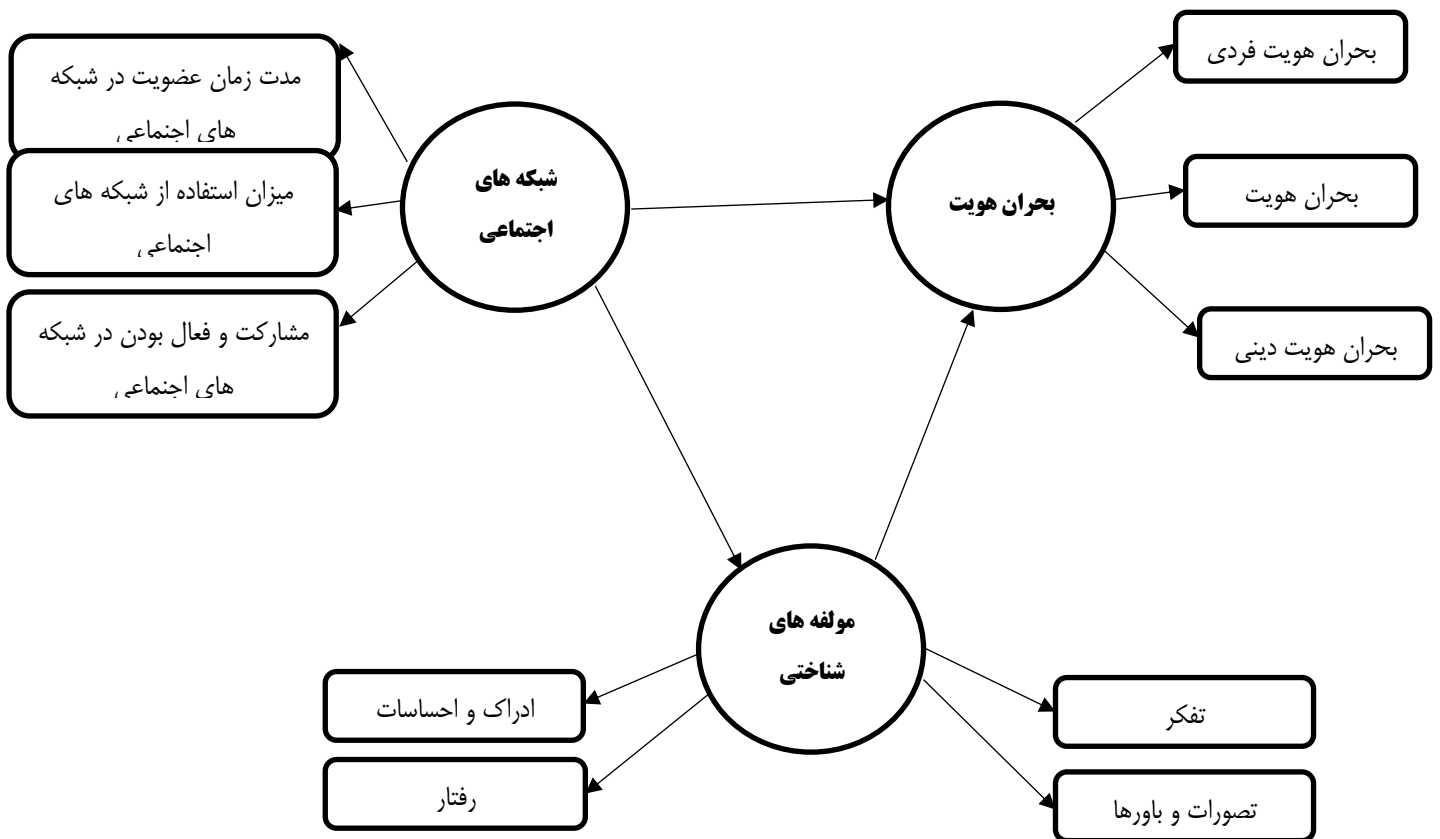 مدت زمان عضویت در شبکه
های اجتماعی
میزان استفاده از شبکه های
اجتماعی
مشارکت و فعال بودن در شبکه
های اجتماعی
شبکه های
اجتماعی
بحران هویت
بحران هویت فردی
بحران هویت
بحران هویت دینی
مولفه های
شناختی
ادراک و احساسات
رفتار
تفکر
تصورات و باورها